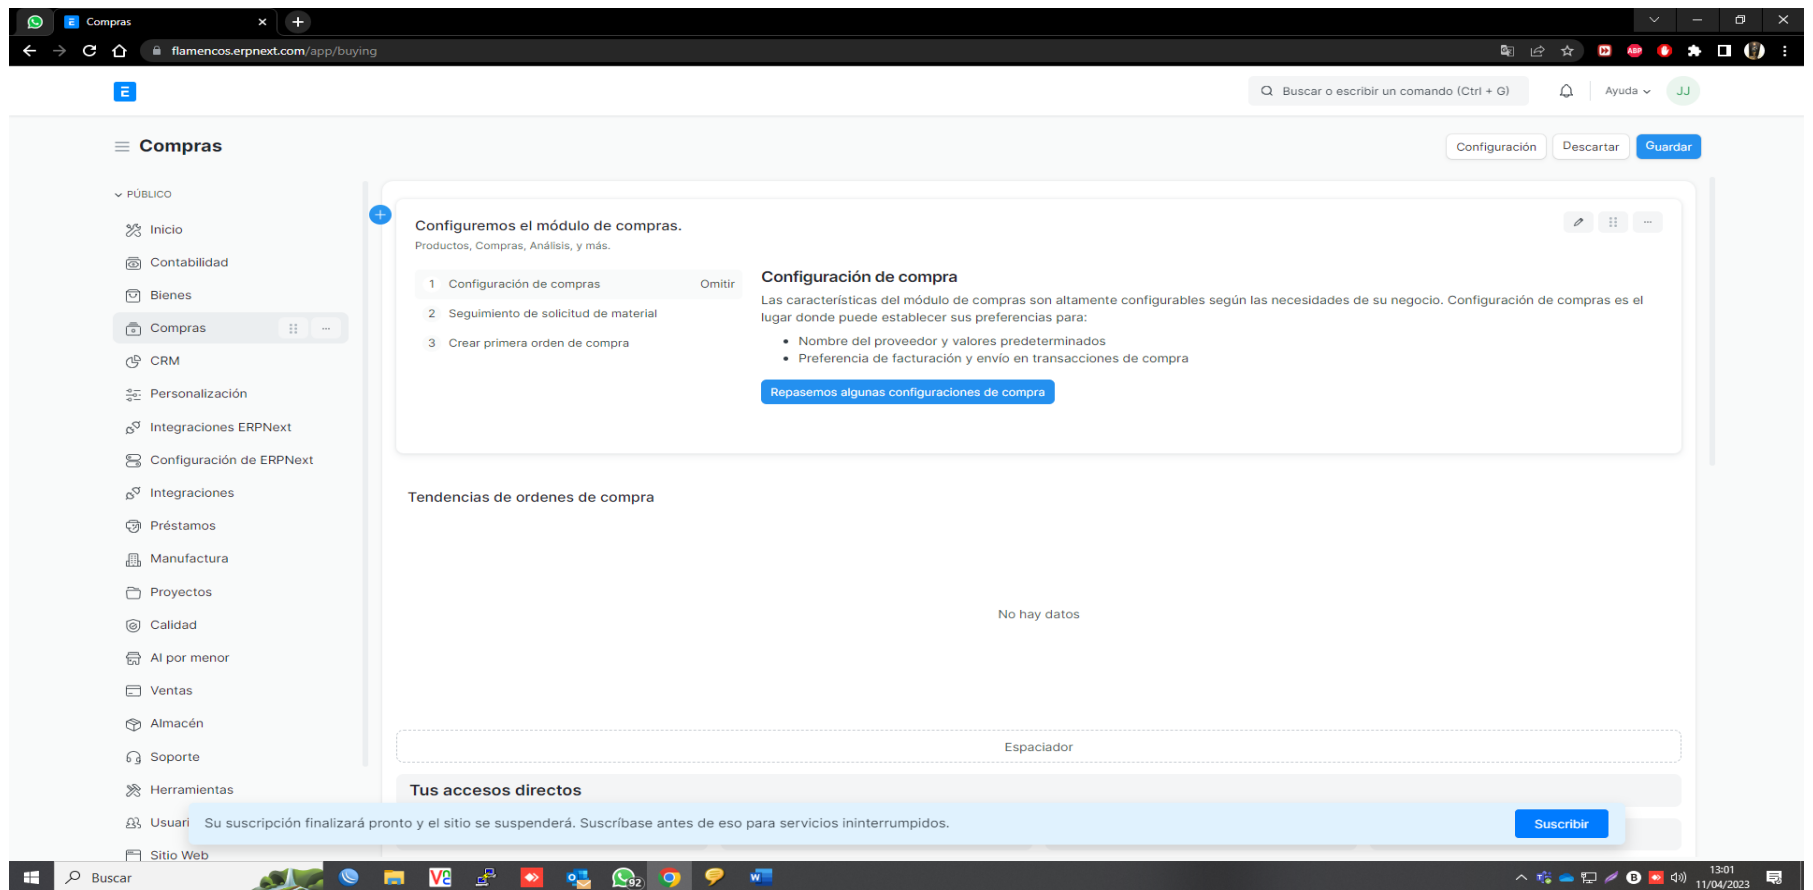 Compras
flamencos.erpnext.com/app/buying
Buscar o escribir un comando (Ctrl + G)
Ayuda
JJ
Compras
Configuración
Descartar
Guardar
PÚBLICO
Inicio
Contabilidad
Bienes
Compras
CRM
Personalización
Integraciones ERPNext
Configuración de ERPNext
Integraciones
Préstamos
Manufactura
Proyectos
Calidad
Al por menor
Ventas
Almacén
Soporte
Herramientas
Usuari
Sitio Web
Configuremos el módulo de compras.
Productos, Compras, Análisis, y más.
1 Configuración de compras Omitir
2 Seguimiento de solicitud de material
3 Crear primera orden de compra
Configuración de compra
Las características del módulo de compras son altamente configurables según las necesidades de su negocio. Configuración de compras es el
lugar donde puede establecer sus preferencias para:
• Nombre del proveedor y valores predeterminados
• Preferencia de facturación y envío en transacciones de compra
Repasemos algunas configuraciones de compra
Tendencias de ordenes de compra
No hay datos
Espaciador
Tus accesos directos
Su suscripción finalizará pronto y el sitio se suspenderá. Suscríbase antes de eso para servicios ininterrumpidos.
Suscribir
Buscar
92
13:01
11/04/2023